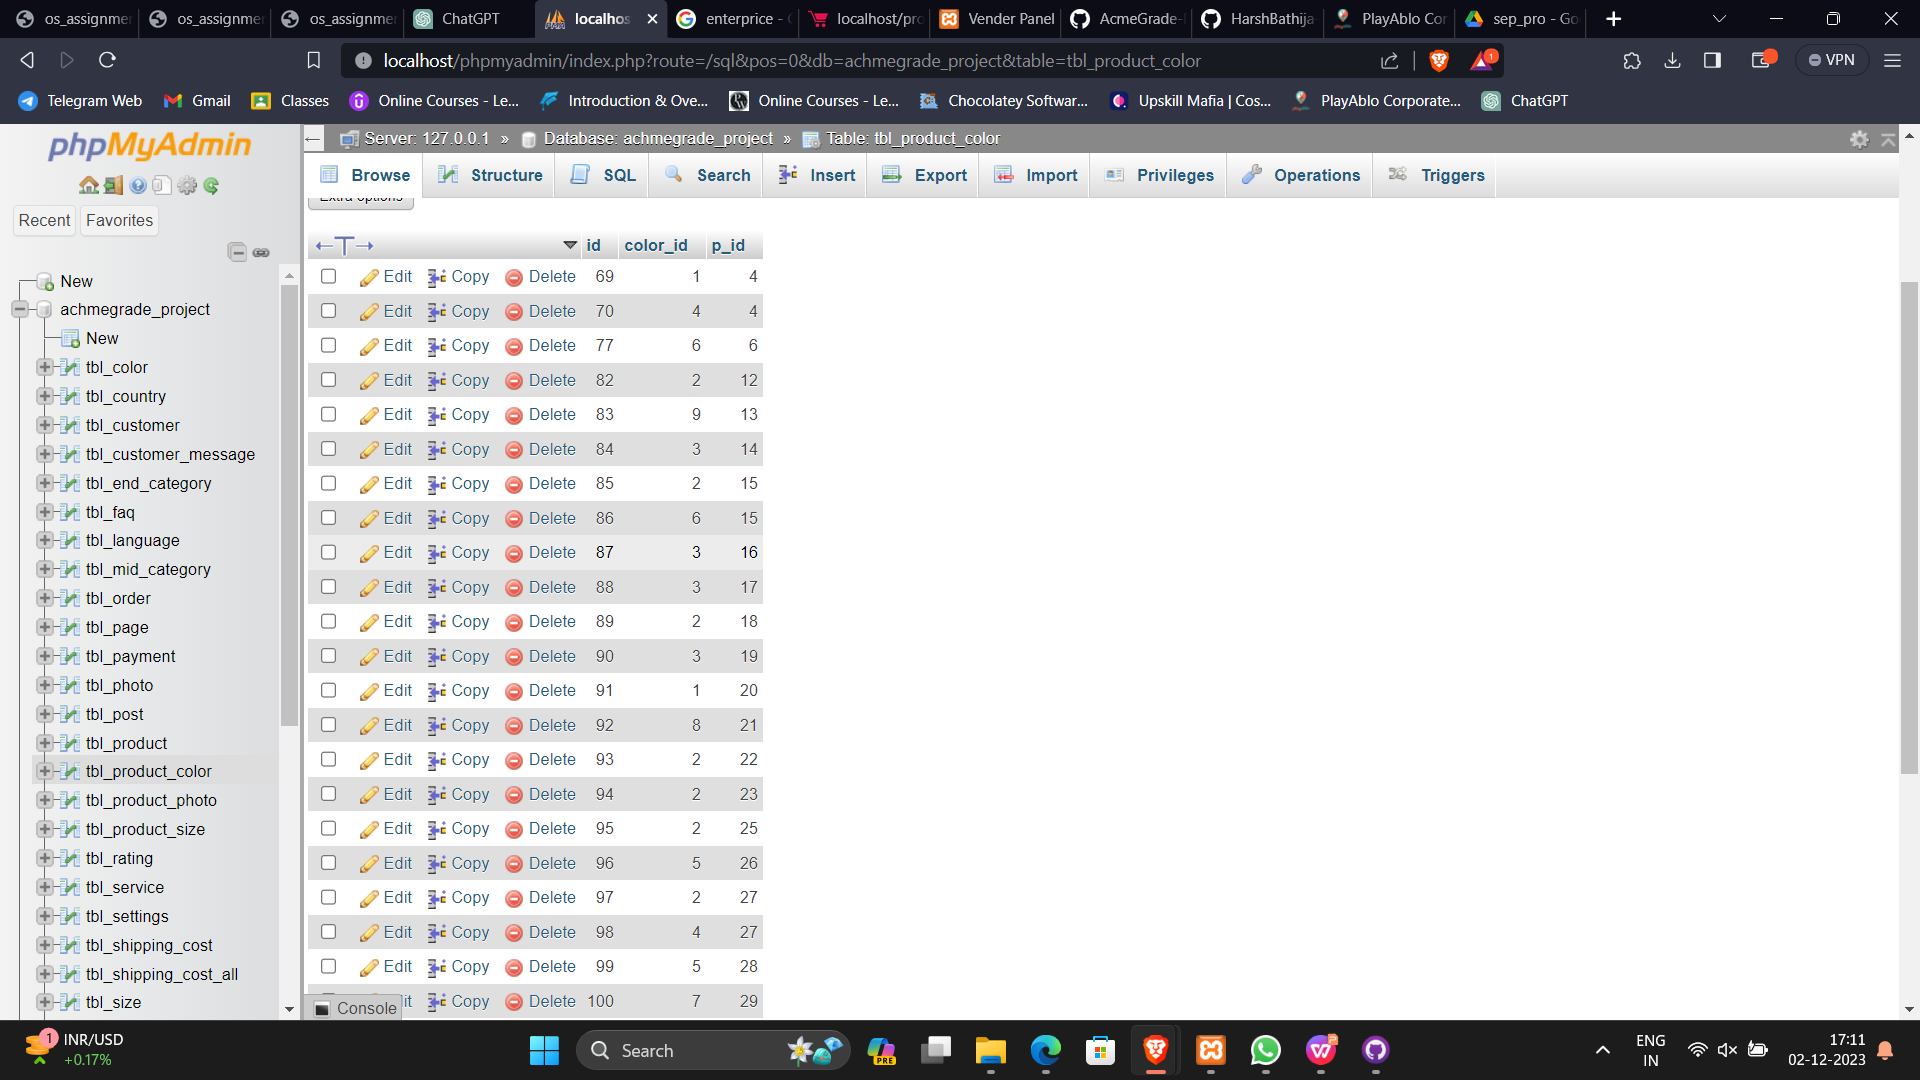 os_assignmer
os_assignmer
os_assignmer
ChatGPT
localhos
enterprice - G
localhost/pro
Vender Panel
AcmeGrade-
HarshBathija
PlayAblo Cor
sep_pro - Go
localhost/phpmyadmin/index.php?route=/sql&pos=0&db=achmegrade_project&table=tbl_product_color
1
VPN
Telegram Web
Gmail
Classes
Online Courses - Le...
Introduction & Ove...
Online Courses - Le...
Chocolatey Softwar...
Upskill Mafia | Cos...
PlayAblo Corporate...
ChatGPT
phpMyAdmin
Recent
Favorites
New
achmegrade_project
New
tbl_color
tbl_country
tbl_customer
tbl_customer_message
tbl_end_category
tbl_faq
tbl_language
tbl_mid_category
tbl_order
tbl_page
tbl_payment
tbl_photo
tbl_post
tbl_product
tbl_product_color
tbl_product_photo
tbl_product_size
tbl_rating
tbl_service
tbl_settings
tbl_shipping_cost
tbl_shipping_cost_all
tbl_size
Server: 127.0.0.1 » Database: achmegrade_project » Table: tbl_product_color
Browse Structure SQL Search Insert Export Import Privileges Operations Triggers
Extra options
id color_id p_id
Edit Copy Delete 69 1 4
Edit Copy Delete 70 4 4
Edit Copy Delete 77 6 6
Edit Copy Delete 82 2 12
Edit Copy Delete 83 9 13
Edit Copy Delete 84 3 14
Edit Copy Delete 85 2 15
Edit Copy Delete 86 6 15
Edit Copy Delete 87 3 16
Edit Copy Delete 88 3 17
Edit Copy Delete 89 2 18
Edit Copy Delete 90 3 19
Edit Copy Delete 91 1 20
Edit Copy Delete 92 8 21
Edit Copy Delete 93 2 22
Edit Copy Delete 94 2 23
Edit Copy Delete 95 2 25
Edit Copy Delete 96 5 26
Edit Copy Delete 97 2 27
Edit Copy Delete 98 4 27
Edit Copy Delete 99 5 28
it Copy Delete 100 7 29
Console
1
INR/USD
+0.17%
Search
PRE
ENG
IN
17:11
02-12-2023